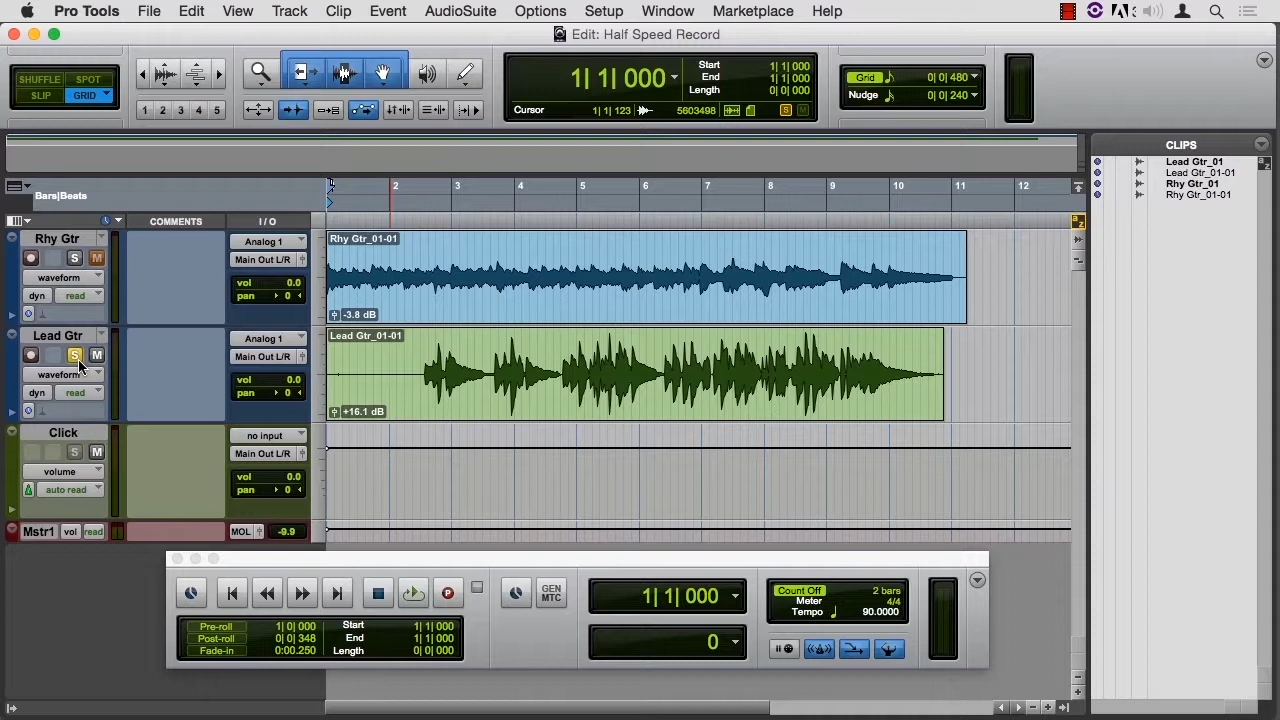 Pro Tools File Edit View Track Clip Event AudioSuite Options Setup Window Marketplace Help
Edit: Half Speed Record
SHUFFLE SPOT
SLIP GRID
1 2 3 4 5
1| 1| 000
Start 1| 1| 000
End 1| 1| 000
Length 0| 0| 000
Cursor 1| 1| 123 5603498 S M
Grid 0| 0| 480
Nudge 0| 0| 240
CLIPS
Lead Gtr_01
Lead Gtr_01-01
Rhy Gtr_01
Rhy Gtr_01-01
Bars|Beats
2 3 4 5 6 7 8 9 10 11 12
COMMENTS I / O
Rhy Gtr
S M
waveform
dyn read
Analog 1
Main Out L/R
vol 0.0
pan 0
Rhy Gtr_01-01
-3.8 dB
Lead Gtr
S M
waveform
dyn read
Analog 1
Main Out L/R
vol 0.0
pan 0
Lead Gtr_01-01
+16.1 dB
Click
S M
volume
auto read
no input
Main Out L/R
vol 0.0
pan 0
Mstr1 vol read MOL -9.9
P
GEN
MTC
1| 1| 000
0
Count Off 2 bars
Meter 4/4
Tempo 90.0000
Pre-roll 1| 0| 000
Post-roll 0| 0| 348
Fade-in 0:00.250
Start 1| 1| 000
End 1| 1| 000
Length 0| 0| 000